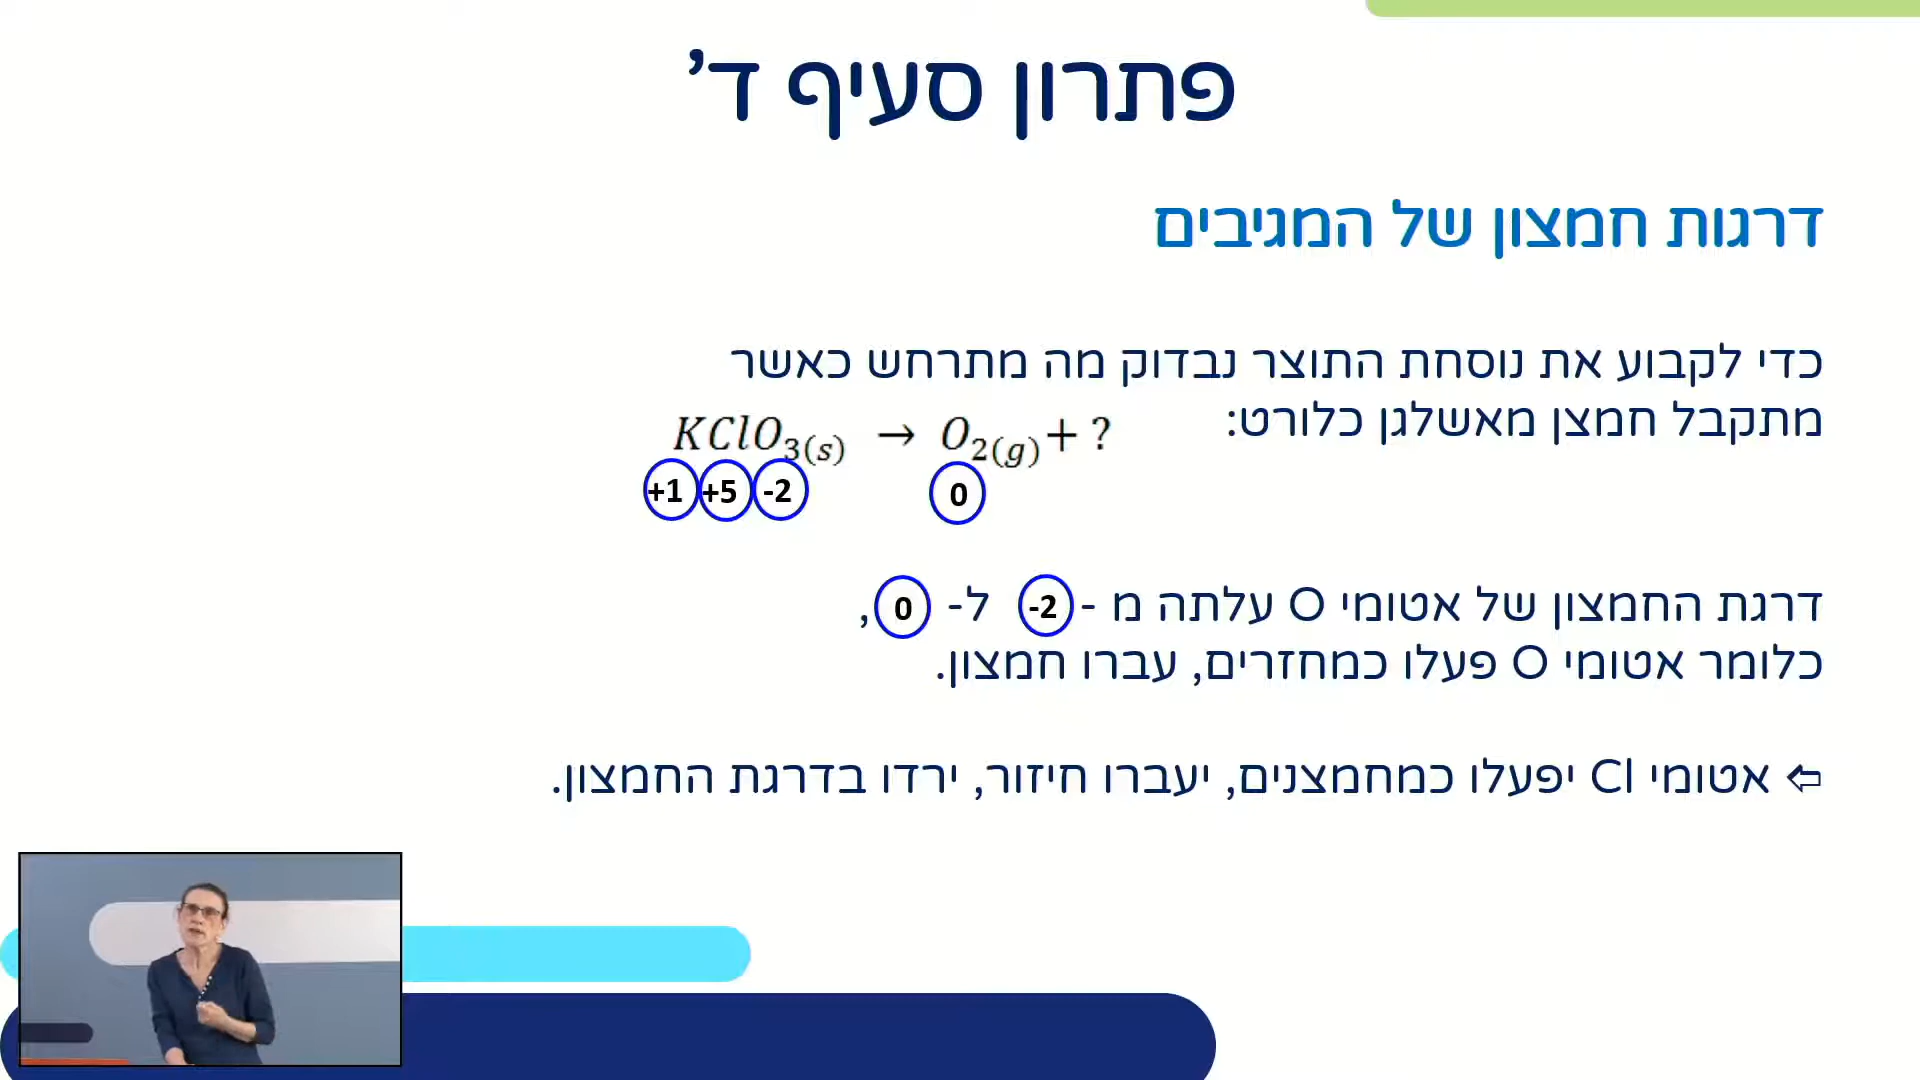 פתרון סעיף ד'
דרגות חמצון של המגיבים
כדי לקבוע את נוסחת התוצר נבדוק מה מתרחש כאשר
מתקבל חמצן מאשלגן כלורט:
KClO3(s) → O2(g) + ?
+1 +5 -2 0
דרגת החמצון של אטומי O עלתה מ - -2 ל- 0,
כלומר אטומי O פעלו כמחזרים, עברו חמצון.
⇦ אטומי Cl יפעלו כמחמצנים, יעברו חיזור, ירדו בדרגת החמצון.